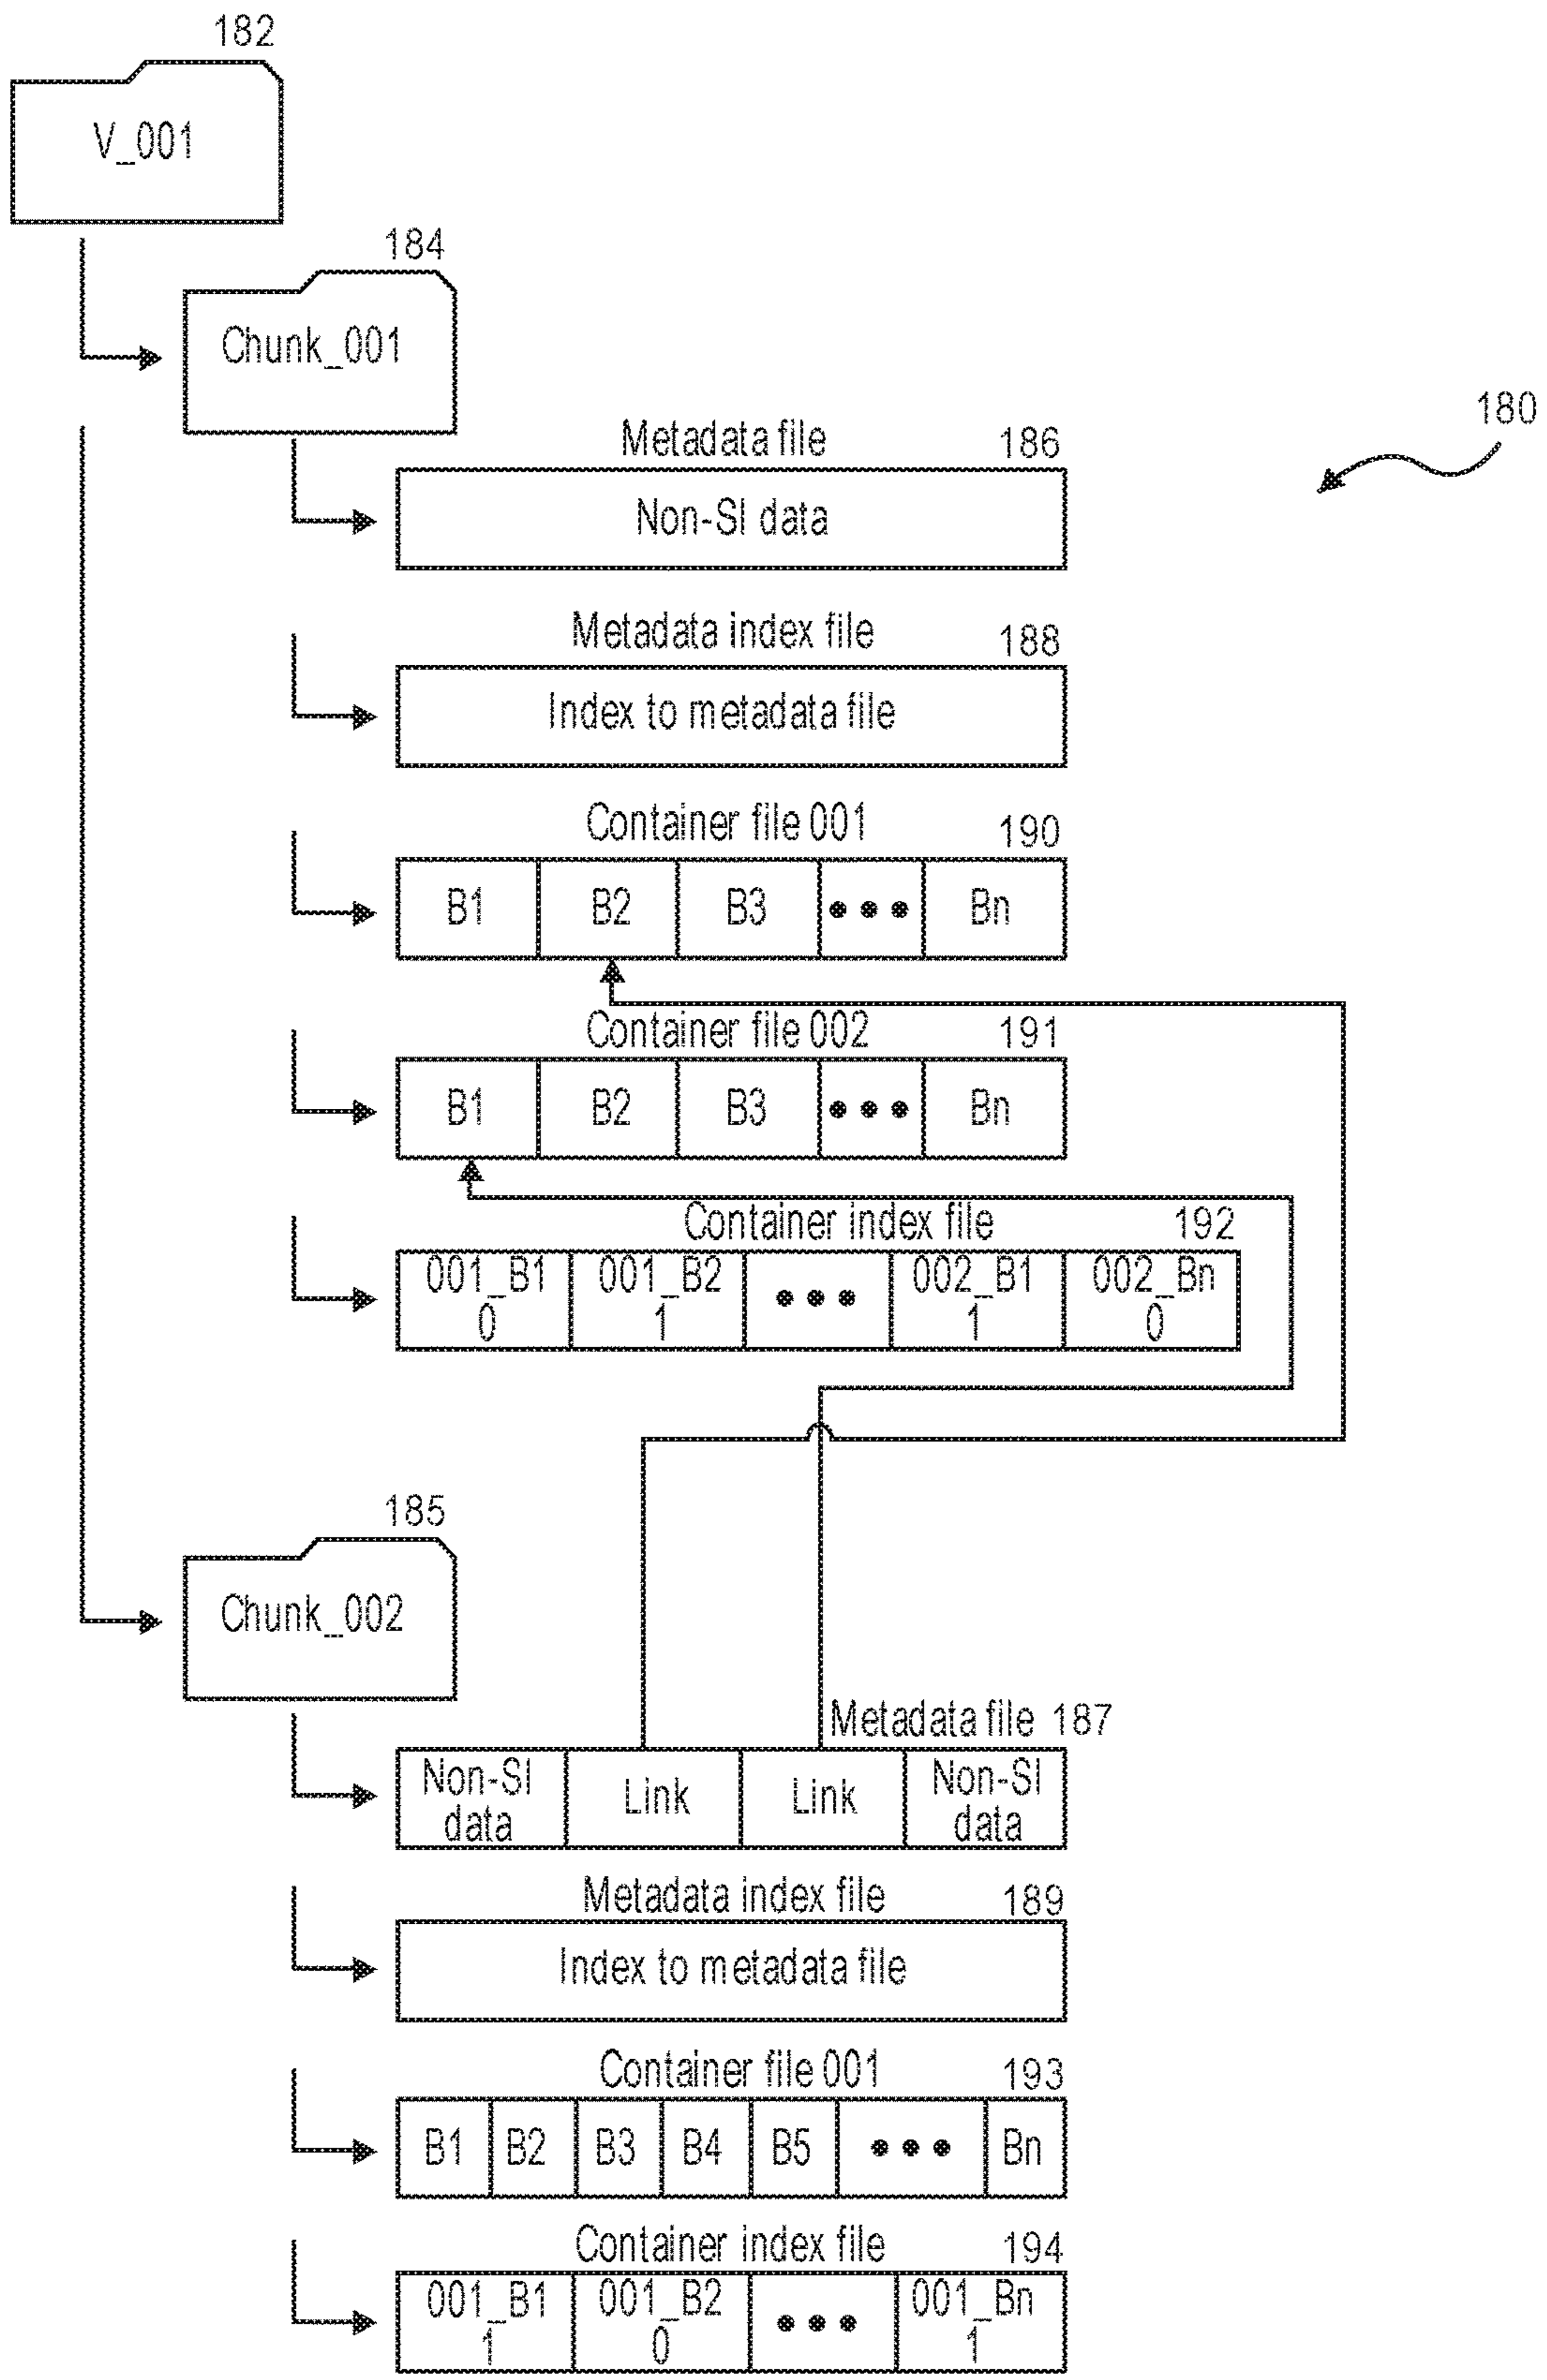 182
V_001
184
Chunk_001
180
Metadata file 186
Non-SI data
Metadata index file 188
Index to metadata file
Container file 001 190
B1 B2 B3 ●●● Bn
Container file 002 191
B1 B2 B3 ●●● Bn
Container index file 192
001_B1 001_B2 ●●● 002_B1 002_Bn
0 1 1 0
185
Chunk_002
Metadata file 187
Non-SI Link Link Non-SI
data data
Metadata index file 189
Index to metadata file
Container file 001 193
B1 B2 B3 B4 B5 ●●● Bn
Container index file 194
001_B1 001_B2 ●●● 001_Bn
1 0 1